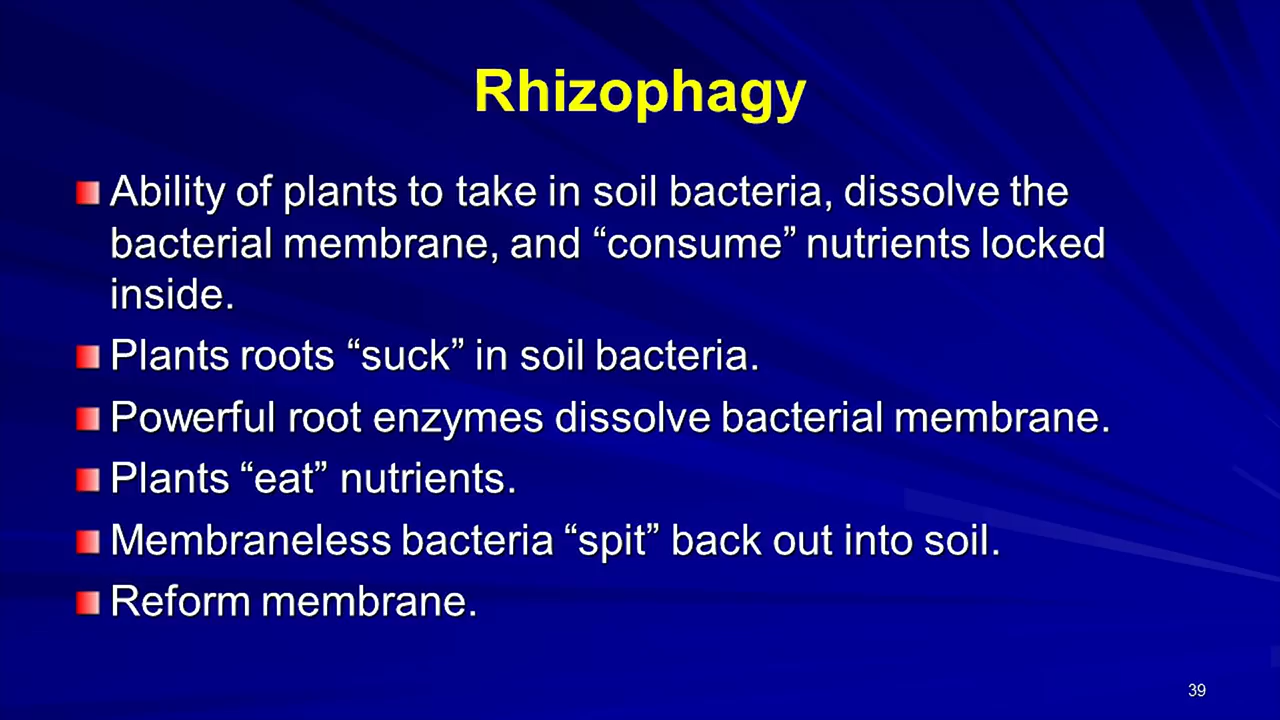 Rhizophagy
Ability of plants to take in soil bacteria, dissolve the
bacterial membrane, and “consume” nutrients locked
inside.
Plants roots “suck” in soil bacteria.
Powerful root enzymes dissolve bacterial membrane.
Plants “eat” nutrients.
Membraneless bacteria “spit” back out into soil.
Reform membrane.
39